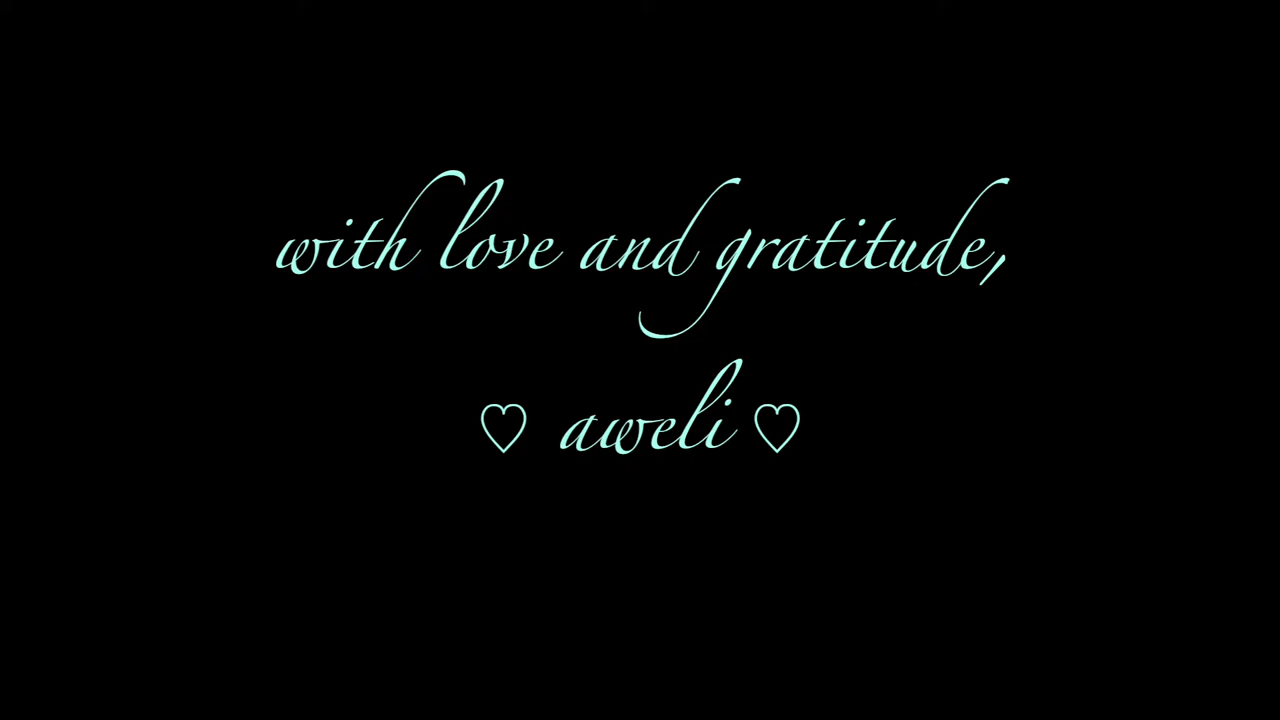 with love and gratitude,
♡ aweli ♡